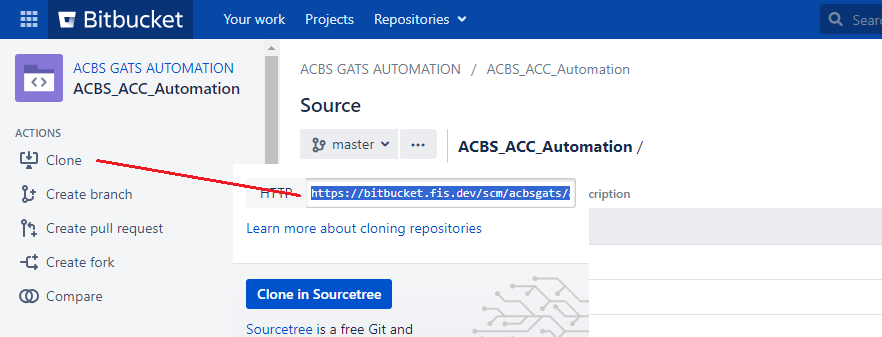 Bitbucket Your work Projects Repositories Sear
ACBS GATS AUTOMATION
ACBS_ACC_Automation
ACTIONS
Clone
Create branch
Create pull request
Create fork
Compare
ACBS GATS AUTOMATION / ACBS_ACC_Automation
Source
master ACBS_ACC_Automation /
HTTP https://bitbucket.fis.dev/scm/acbsgats/ cription
Learn more about cloning repositories
Clone in Sourcetree
Sourcetree is a free Git and